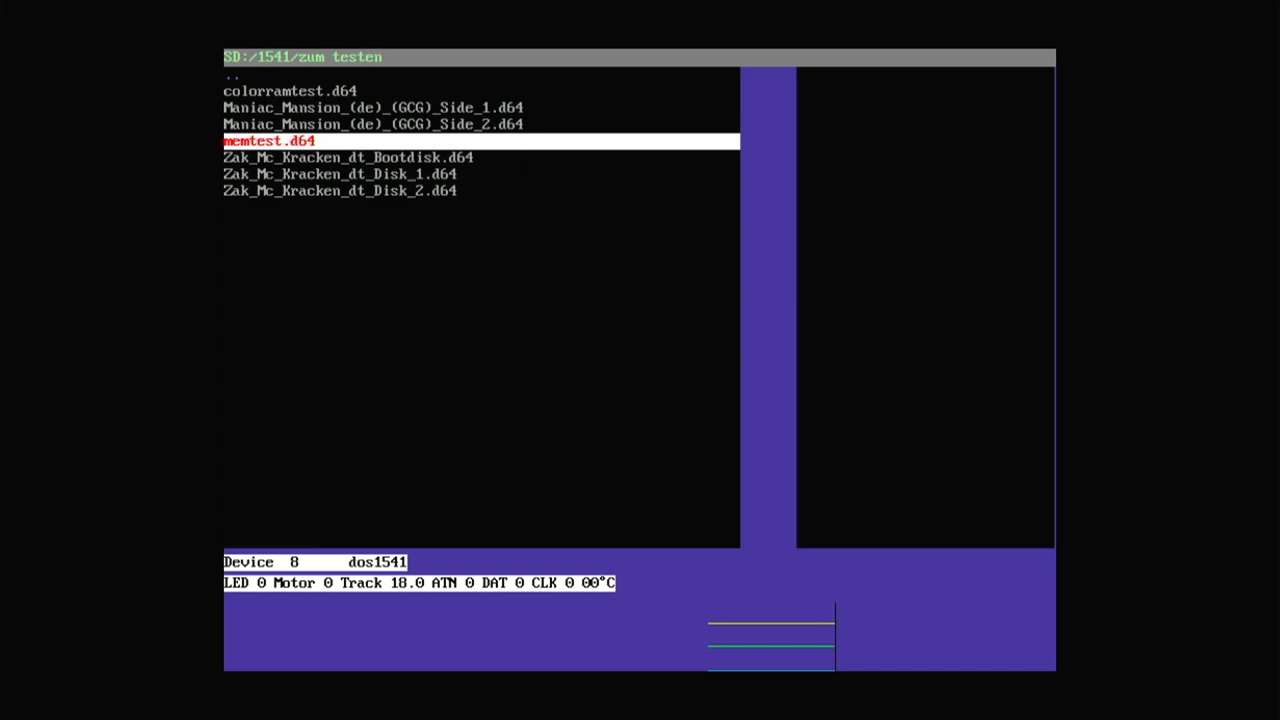 SD:/1541/zum testen
..
colorramtest.d64
Maniac_Mansion_(de)_(GCG)_Side_1.d64
Maniac_Mansion_(de)_(GCG)_Side_2.d64
memtest.d64
Zak_Mc_Kracken_dt_Bootdisk.d64
Zak_Mc_Kracken_dt_Disk_1.d64
Zak_Mc_Kracken_dt_Disk_2.d64
Device 8 dos1541
LED 0 Motor 0 Track 18.0 ATN 0 DAT 0 CLK 0 00°C